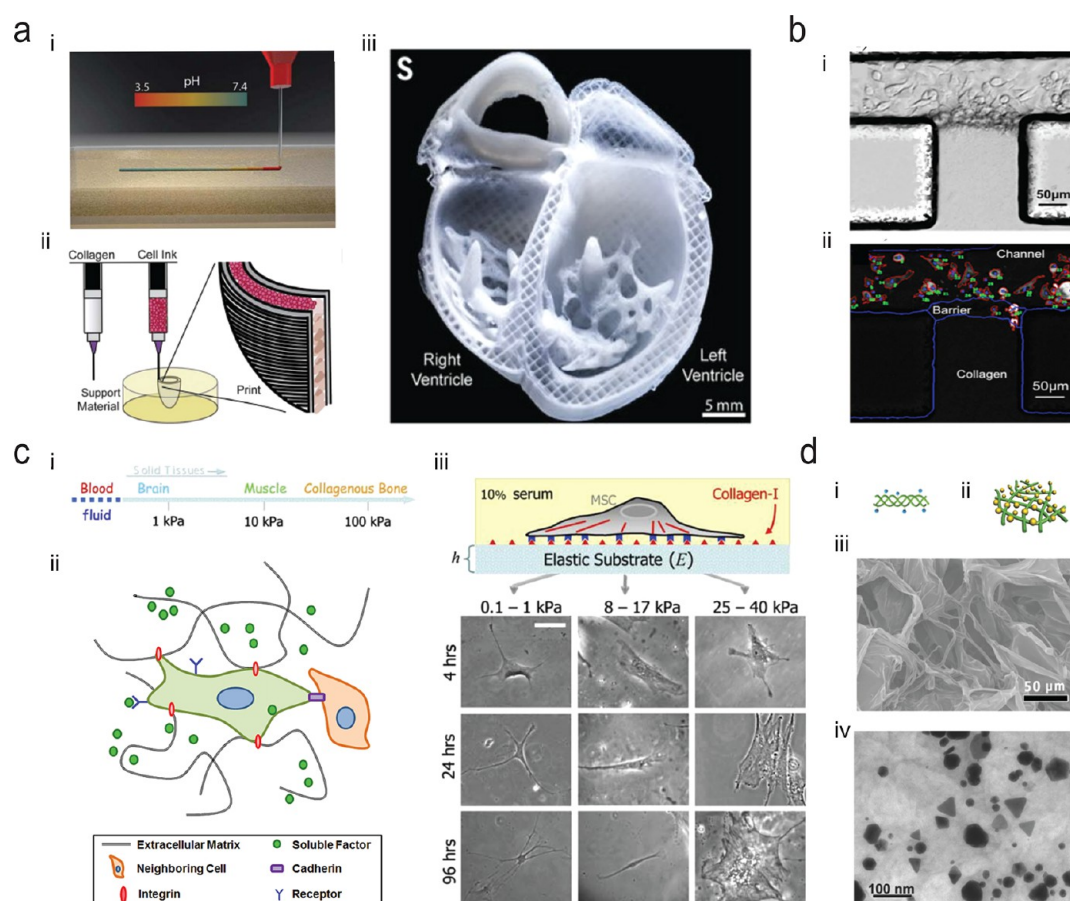 a
i
pH
3.5
7.4
ii
Collagen
Cell Ink
Support
Material
Print
iii
S
Right
Ventricle
Left
Ventricle
5 mm
b
i
50µm
ii
Channel
Barrier
Collagen
50µm
c
i
Solid Tissues
Blood
Brain
Muscle
Collagenous Bone
fluid
1 kPa
10 kPa
100 kPa
ii
Extracellular Matrix
Soluble Factor
Neighboring Cell
Cadherin
Integrin
Receptor
iii
10% serum
MSC
Collagen-I
h
Elastic Substrate (E)
0.1 – 1 kPa
8 – 17 kPa
25 – 40 kPa
4 hrs
24 hrs
96 hrs
d
i
ii
iii
50 µm
iv
100 nm